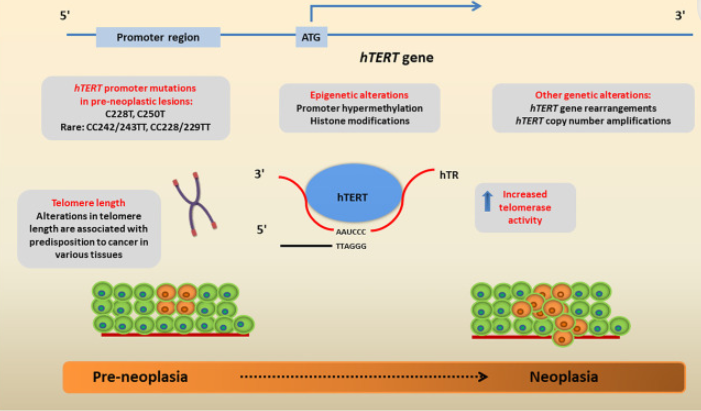 5' 3'
Promoter region ATG
hTERT gene
hTERT promoter mutations
in pre-neoplastic lesions:
C228T, C250T
Rare: CC242/243TT, CC228/229TT
Epigenetic alterations
Promoter hypermethylation
Histone modifications
Other genetic alterations:
hTERT gene rearrangements
hTERT copy number amplifications
Telomere length
Alterations in telomere
length are associated with
predisposition to cancer in
various tissues
3' hTR
hTERT
5' AAUCCC
TTAGGG
Increased
telomerase
activity
Pre-neoplasia Neoplasia